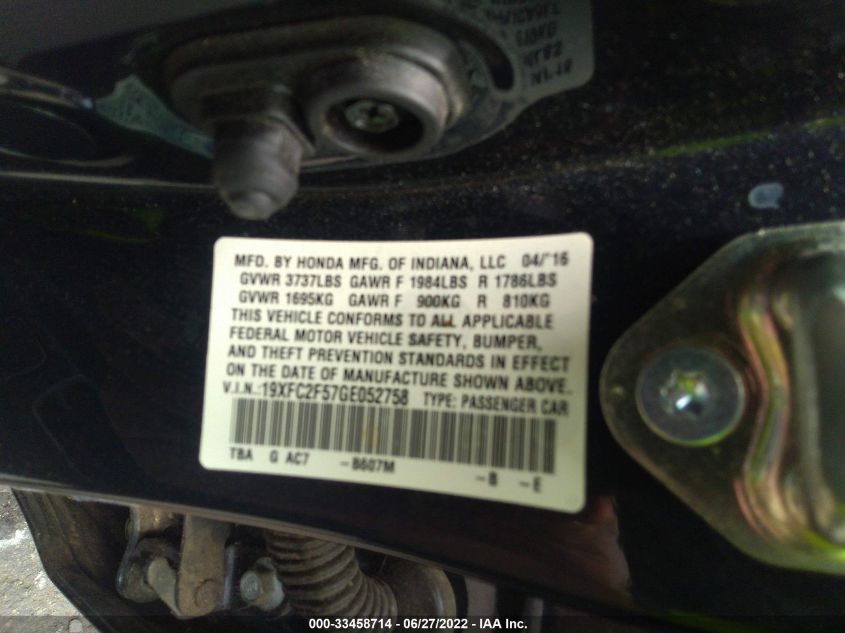 MFD. BY HONDA MFG. OF INDIANA, LLC 04/'16
GVWR 3737LBS GAWR F 1984LBS R 1786LBS
GVWR 1695KG GAWR F 900KG R 810KG
THIS VEHICLE CONFORMS TO ALL APPLICABLE
FEDERAL MOTOR VEHICLE SAFETY, BUMPER,
AND THEFT PREVENTION STANDARDS IN EFFECT
ON THE DATE OF MANUFACTURE SHOWN ABOVE.
V.I.N.:19XFC2F57GE052758 TYPE: PASSENGER CAR
TBA G AC7 -B607M -B -E
000-33458714 - 06/27/2022 - IAA Inc.